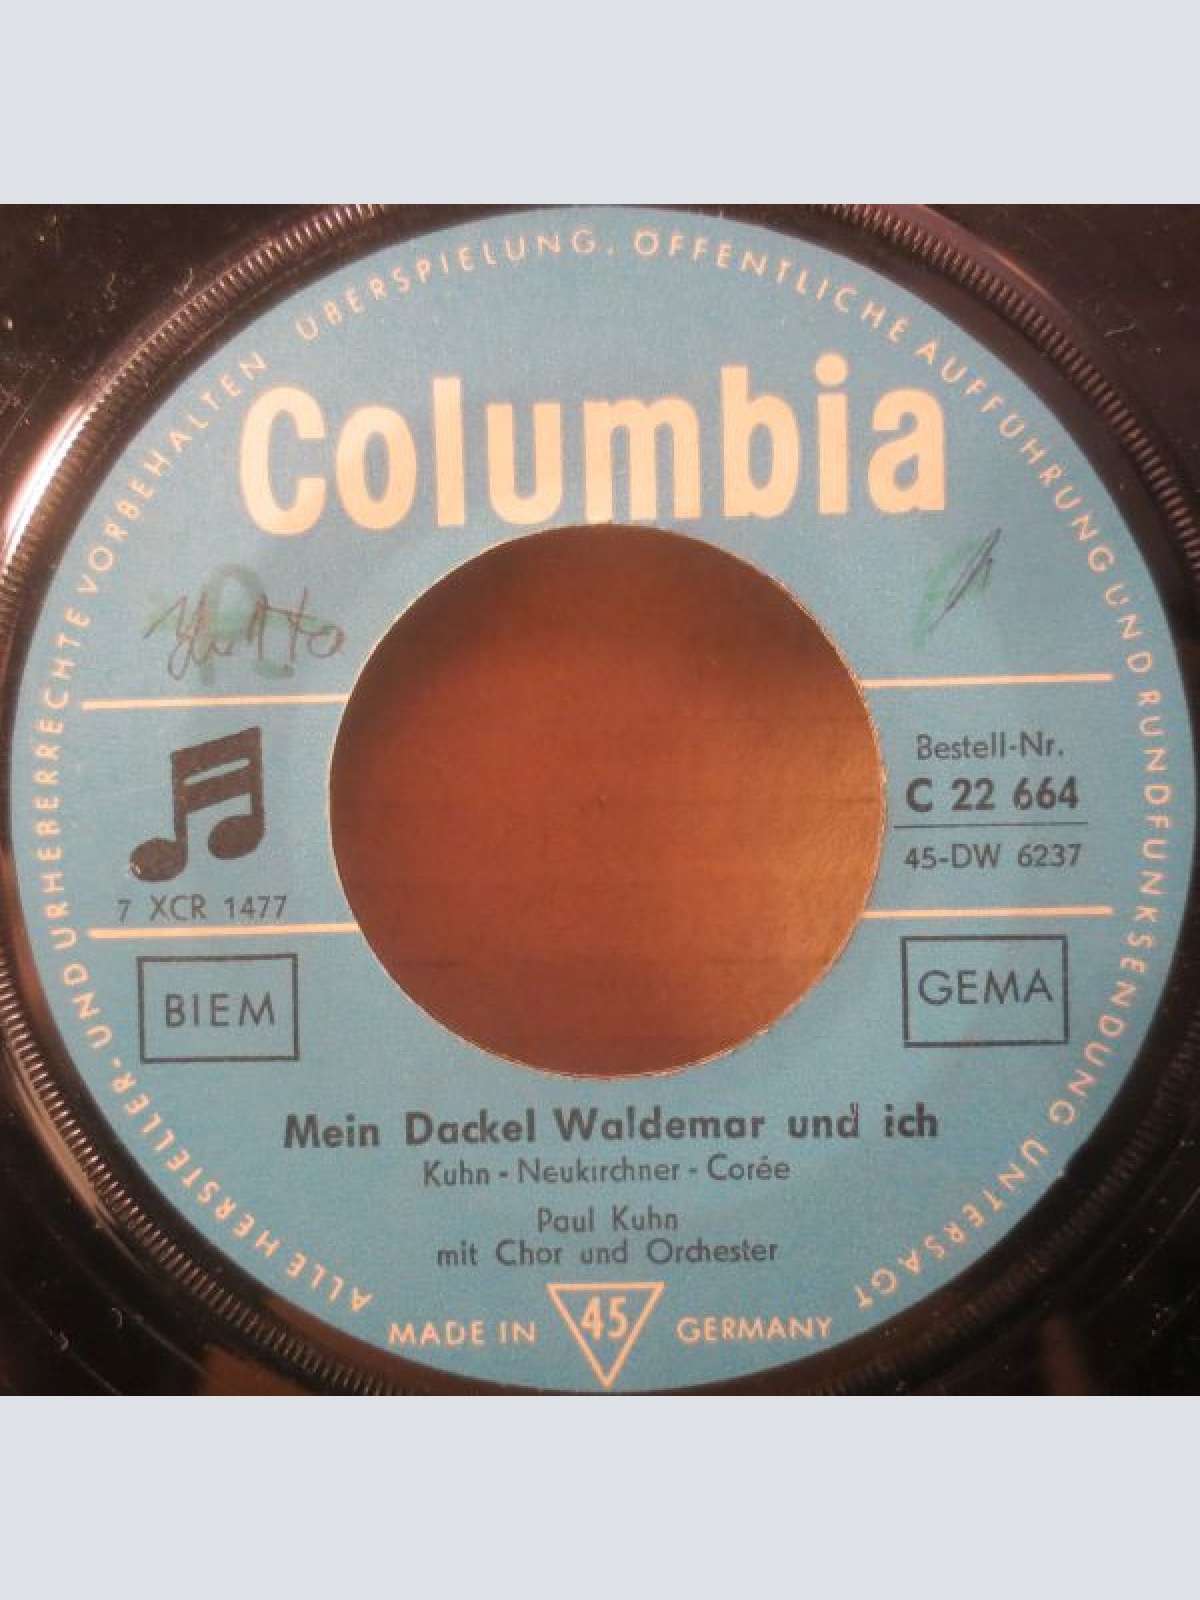 ALLE HERSTELLER- UND URHEBERRECHTE VORBEHALTEN ÜBERSPIELUNG, ÖFFENTLICHE AUFFÜHRUNG UND RUNDFUNKSENDUNG UNTERSAGT
Columbia
Bestell-Nr.
C 22 664
45-DW 6237
7 XCR 1477
BIEM
GEMA
Mein Dackel Waldemar und ich
Kuhn - Neukirchner - Corée
Paul Kuhn
mit Chor und Orchester
MADE IN 45 GERMANY